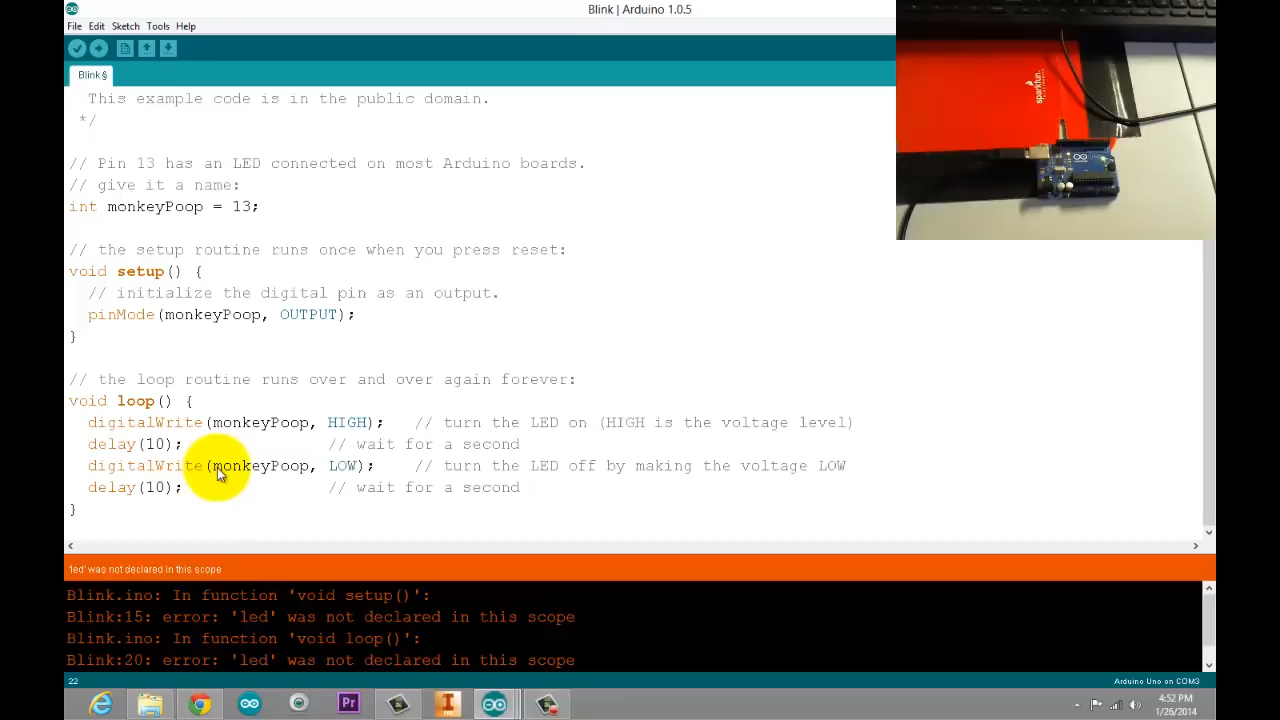 Blink | Arduino 1.0.5
File Edit Sketch Tools Help
Blink §
This example code is in the public domain.
*/
// Pin 13 has an LED connected on most Arduino boards.
// give it a name:
int monkeyPoop = 13;
// the setup routine runs once when you press reset:
void setup() {
// initialize the digital pin as an output.
pinMode(monkeyPoop, OUTPUT);
}
// the loop routine runs over and over again forever:
void loop() {
digitalWrite(monkeyPoop, HIGH); // turn the LED on (HIGH is the voltage level)
delay(10); // wait for a second
digitalWrite(monkeyPoop, LOW); // turn the LED off by making the voltage LOW
delay(10); // wait for a second
}
'led' was not declared in this scope
Blink.ino: In function 'void setup()':
Blink:15: error: 'led' was not declared in this scope
Blink.ino: In function 'void loop()':
Blink:20: error: 'led' was not declared in this scope
22
Arduino Uno on COM3
Pr
4:52 PM
1/26/2014
sparkfun